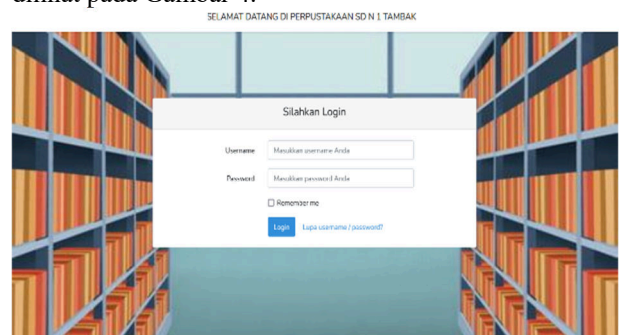 dilihat pada Gambar 4.
SELAMAT DATANG DI PERPUSTAKAAN SD N 1 TAMBAK
Silahkan Login
Username
Masukkan username Anda
Password
Masukkan password Anda
Remember me
Login
Lupa username / password?